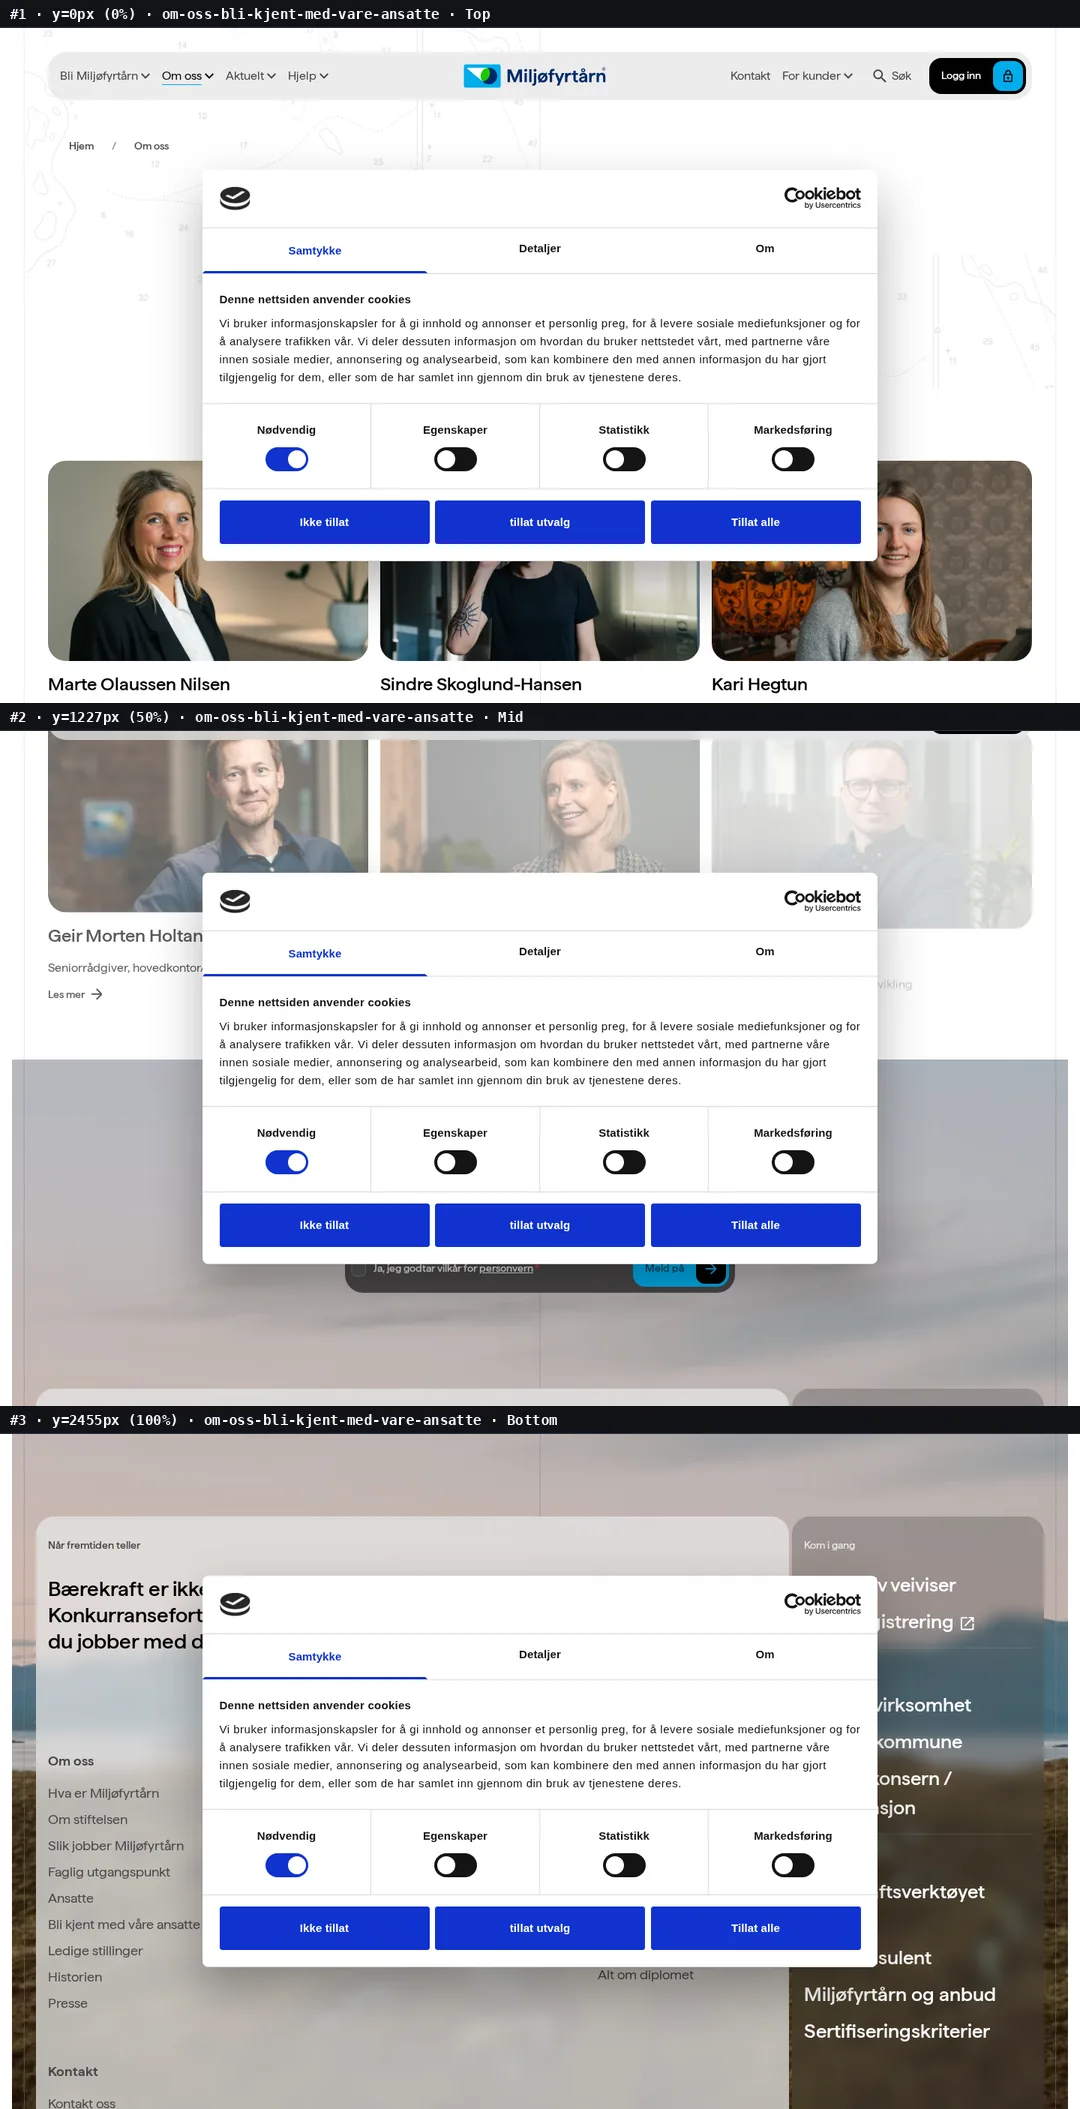 #1 · y=0px (0%) · om-oss-bli-kjent-med-vare-ansatte · Top
Bli Miljøfyrtårn Om oss Aktuelt Hjelp Miljøfyrtårn Kontakt For kunder Søk Logg inn
Hjem / Om oss
Cookiebot
by Usercentrics
Samtykke Detaljer Om
Denne nettsiden anvender cookies
Vi bruker informasjonskapsler for å gi innhold og annonser et personlig preg, for å levere sosiale mediefunksjoner og for
å analysere trafikken vår. Vi deler dessuten informasjon om hvordan du bruker nettstedet vårt, med partnerne våre
innen sosiale medier, annonsering og analysearbeid, som kan kombinere den med annen informasjon du har gjort
tilgjengelig for dem, eller som de har samlet inn gjennom din bruk av tjenestene deres.
Nødvendig Egenskaper Statistikk Markedsføring
Ikke tillat tillat utvalg Tillat alle
Marte Olaussen Nilsen Sindre Skoglund-Hansen Kari Hegtun
#2 · y=1227px (50%) · om-oss-bli-kjent-med-vare-ansatte · Mid
Cookiebot
by Usercentrics
Geir Morten Holtan
Samtykke Detaljer Om
Seniorrådgiver, hovedkontor/
vikling
Les mer
Denne nettsiden anvender cookies
Vi bruker informasjonskapsler for å gi innhold og annonser et personlig preg, for å levere sosiale mediefunksjoner og for
å analysere trafikken vår. Vi deler dessuten informasjon om hvordan du bruker nettstedet vårt, med partnerne våre
innen sosiale medier, annonsering og analysearbeid, som kan kombinere den med annen informasjon du har gjort
tilgjengelig for dem, eller som de har samlet inn gjennom din bruk av tjenestene deres.
Nødvendig Egenskaper Statistikk Markedsføring
Ikke tillat tillat utvalg Tillat alle
Ja, jeg godtar vilkår for personvern* Meld på
#3 · y=2455px (100%) · om-oss-bli-kjent-med-vare-ansatte · Bottom
Når fremtiden teller
Kom i gang
Bærekraft er ikke
Konkurransefort
du jobber med d
v veiviser
gistrering
virksomhet
kommune
konsern /
asjon
ftsverktøyet
sulent
Miljøfyrtårn og anbud
Sertifiseringskriterier
Cookiebot
by Usercentrics
Samtykke Detaljer Om
Denne nettsiden anvender cookies
Vi bruker informasjonskapsler for å gi innhold og annonser et personlig preg, for å levere sosiale mediefunksjoner og for
å analysere trafikken vår. Vi deler dessuten informasjon om hvordan du bruker nettstedet vårt, med partnerne våre
innen sosiale medier, annonsering og analysearbeid, som kan kombinere den med annen informasjon du har gjort
tilgjengelig for dem, eller som de har samlet inn gjennom din bruk av tjenestene deres.
Nødvendig Egenskaper Statistikk Markedsføring
Ikke tillat tillat utvalg Tillat alle
Om oss
Hva er Miljøfyrtårn
Om stiftelsen
Slik jobber Miljøfyrtårn
Faglig utgangspunkt
Ansatte
Bli kjent med våre ansatte
Ledige stillinger
Historien
Presse
Alt om diplomet
Kontakt
Kontakt oss